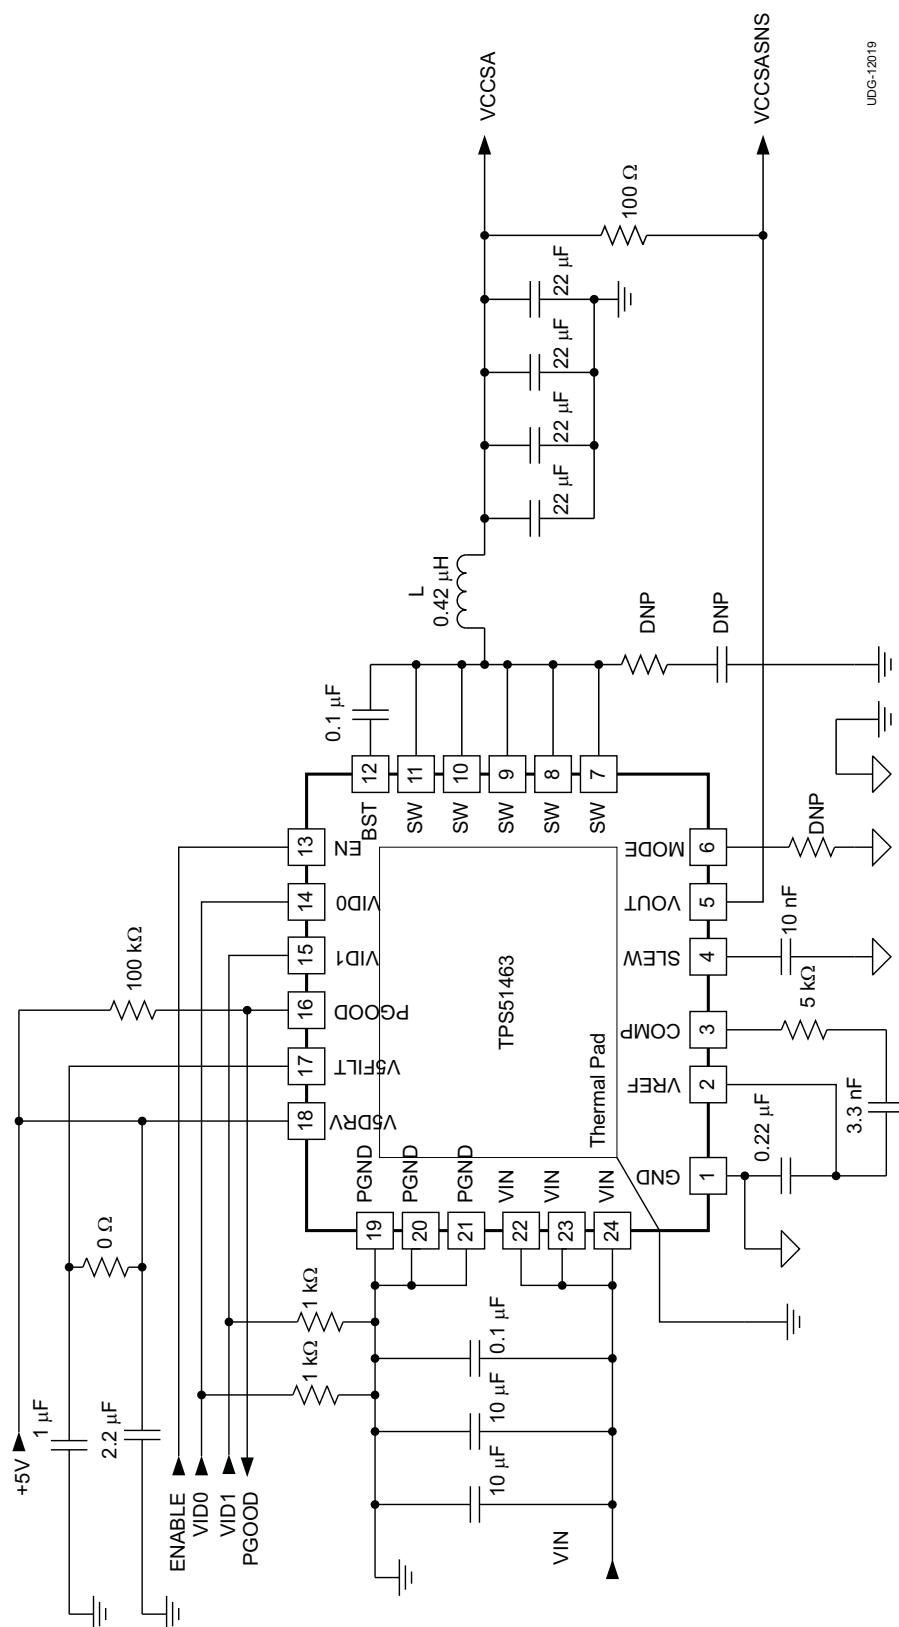 +5V
1 µF
2.2 µF
0 Ω
100 kΩ
ENABLE
VID0
VID1
PGOOD
1 kΩ
1 kΩ
10 µF
10 µF
0.1 µF
VIN
18
17
16
15
14
13
V5DRV
V5FILT
PGOOD
VID1
VID0
EN
19
20
21
22
23
24
PGND
PGND
PGND
VIN
VIN
VIN
TPS51463
Thermal Pad
BST
SW
SW
SW
SW
SW
12
11
10
9
8
7
GND
VREF
COMP
SLEW
VOUT
MODE
1
2
3
4
5
6
0.22 µF
3.3 nF
5 kΩ
10 nF
DNP
0.1 µF
L
0.42 µH
DNP
DNP
22 µF
22 µF
22 µF
22 µF
100 Ω
VCCSA
VCCSASNS
UDG-12019